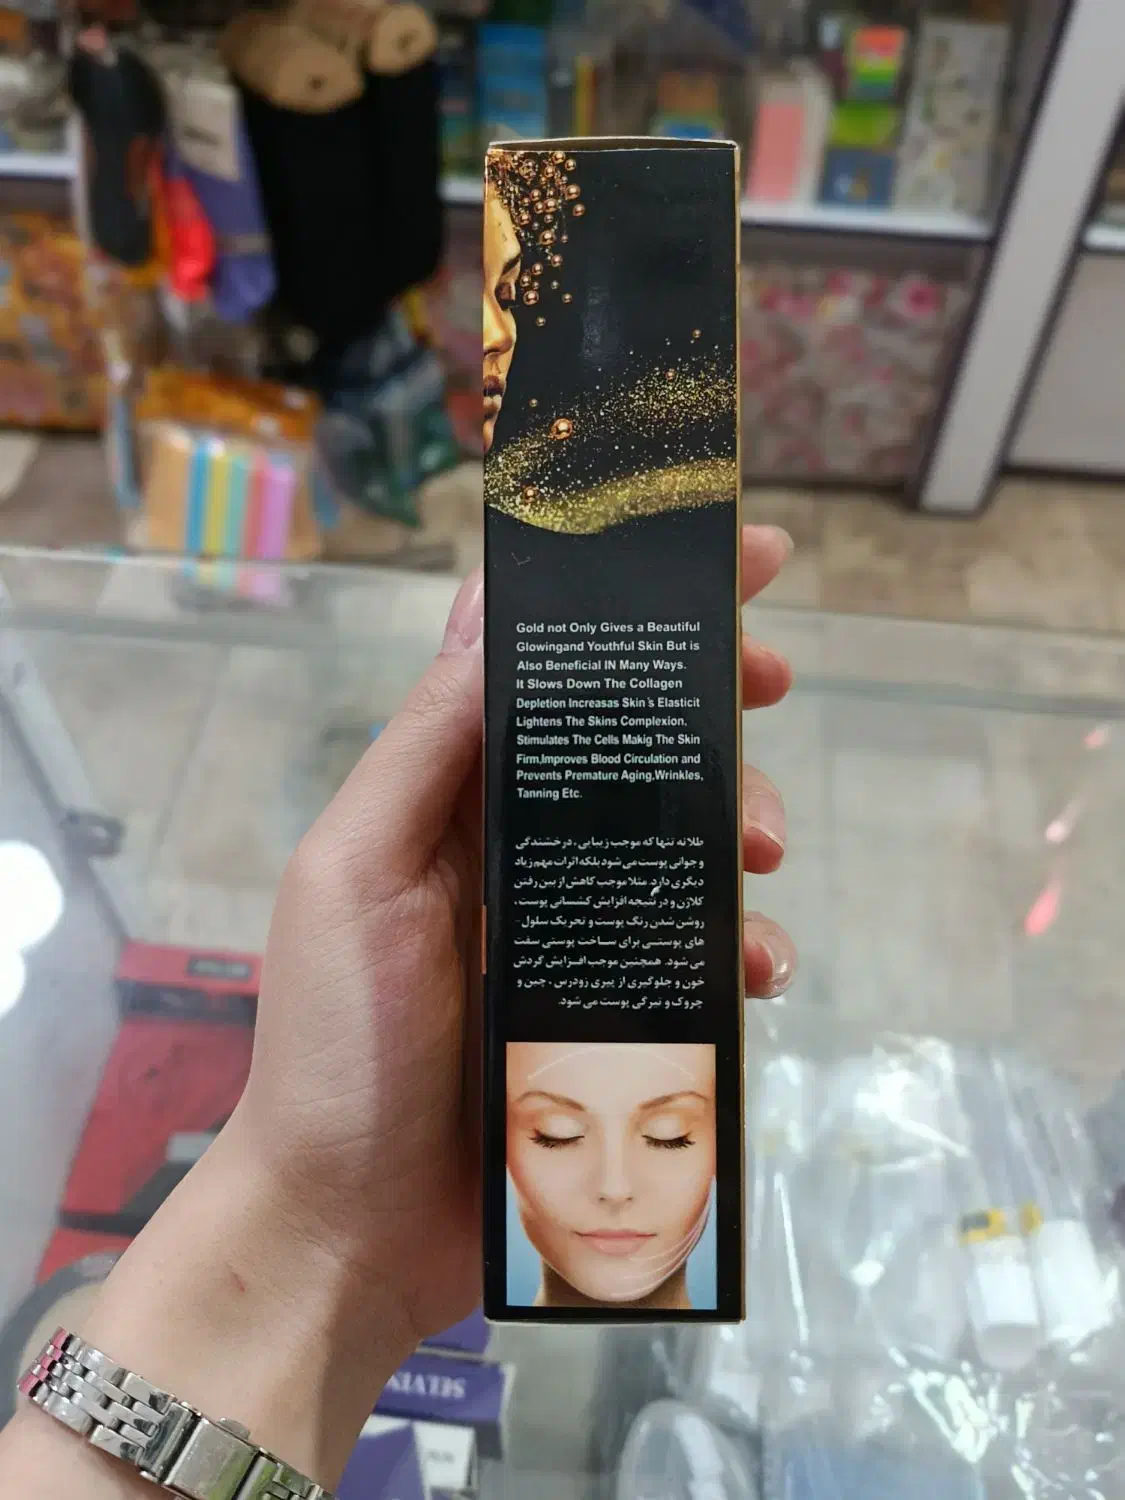 Gold not Only Gives a Beautiful
Glowingand Youthful Skin But is
Also Beneficial IN Many Ways.
It Slows Down The Collagen
Depletion Increasas Skin's Elasticit
Lightens The Skins Complexion,
Stimulates The Cells Makig The Skin
Firm,Improves Blood Circulation and
Prevents Premature Aging,Wrinkles,
Tanning Etc.
طلا نه تنها که موجب زیبایی، درخشندگی
و جوانی پوست می شود بلکه اثرات مهم زیاد
دیگری دارد. مثلا موجب کاهش از بین رفتن
کلاژن و در نتیجه افزایش کشسانی پوست،
روشن شدن رنگ پوست و تحریک سلول-
های پوستی برای ساخت پوستی سفت
می شود. همچنین موجب افزایش گردش
خون و جلوگیری از پیری زودرس، چین و
چروک و تیرگی پوست می شود.
SELVIN